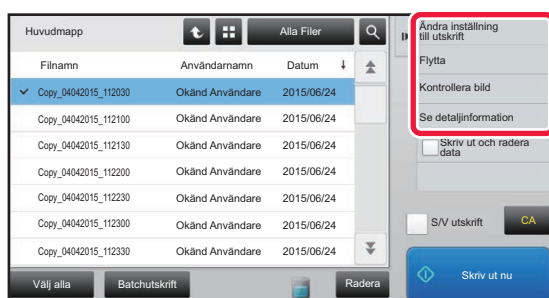 Huvudmapp
Alla Filer
Filnamn Användarnamn Datum
Copy_04042015_112030 Okänd Användare 2015/06/24
Copy_04042015_112100 Okänd Användare 2015/06/24
Copy_04042015_112130 Okänd Användare 2015/06/24
Copy_04042015_112200 Okänd Användare 2015/06/24
Copy_04042015_112230 Okänd Användare 2015/06/24
Copy_04042015_112300 Okänd Användare 2015/06/24
Copy_04042015_112330 Okänd Användare 2015/06/24
Välj alla
Batchutskrift
Radera
Ändra inställning
till utskrift
Flytta
Kontrollera bild
Se detaljinformation
Skriv ut och radera
data
S/V utskrift
CA
Skriv ut nu